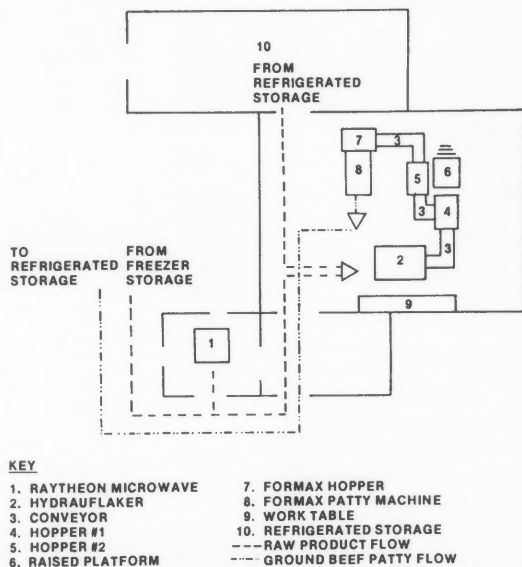 10
FROM
REFRIGERATED
STORAGE
7
3
8
5
6
3
4
3
2
TO
REFRIGERATED
STORAGE
FROM
FREEZER
STORAGE
9
1
KEY
1. RAYTHEON MICROWAVE
2. HYDRAUFLAKER
3. CONVEYOR
4. HOPPER #1
5. HOPPER #2
6. RAISED PLATFORM
7. FORMAX HOPPER
8. FORMAX PATTY MACHINE
9. WORK TABLE
10. REFRIGERATED STORAGE
RAW PRODUCT FLOW
GROUND BEEF PATTY FLOW